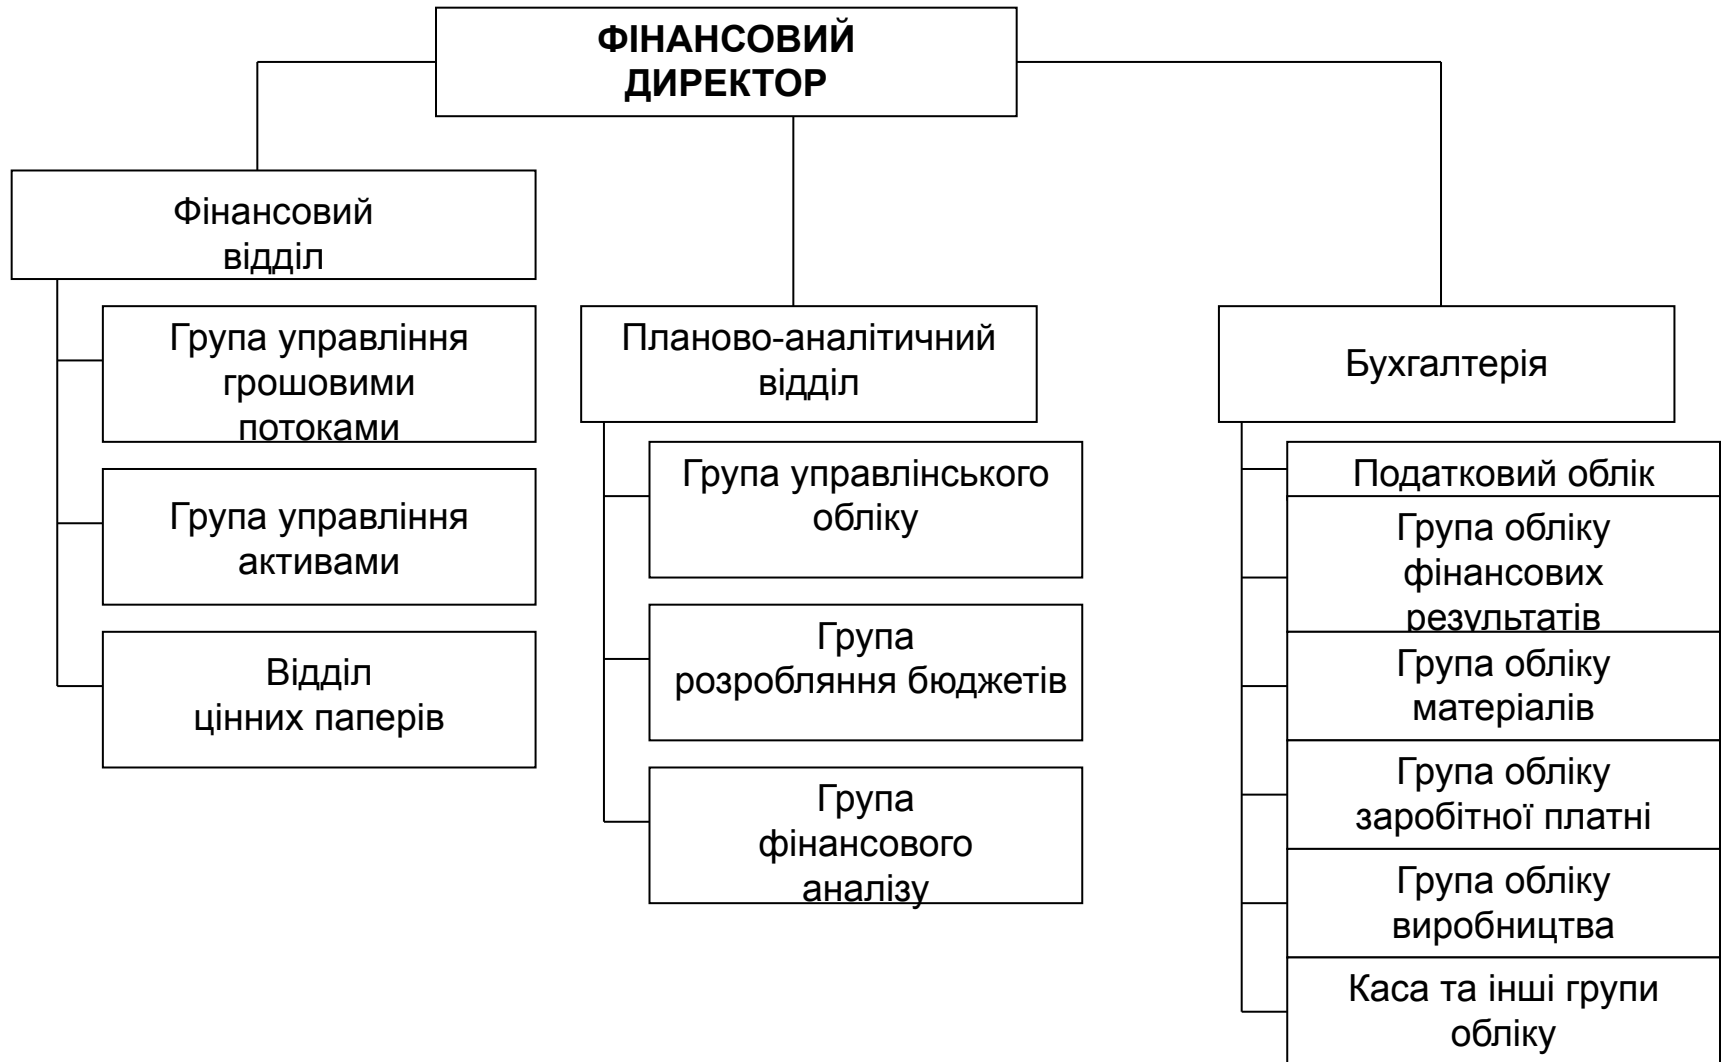 ФІНАНСОВИЙ
ДИРЕКТОР
Фінансовий
відділ
Група управління
грошовими
потоками
Група управління
активами
Відділ
цінних паперів
Планово-аналітичний
відділ
Група управлінського
обліку
Група
розробляння бюджетів
Група
фінансового
аналізу
Бухгалтерія
Податковий облік
Група обліку
фінансових
результатів
Група обліку
матеріалів
Група обліку
заробітної платні
Група обліку
виробництва
Каса та інші групи
обліку